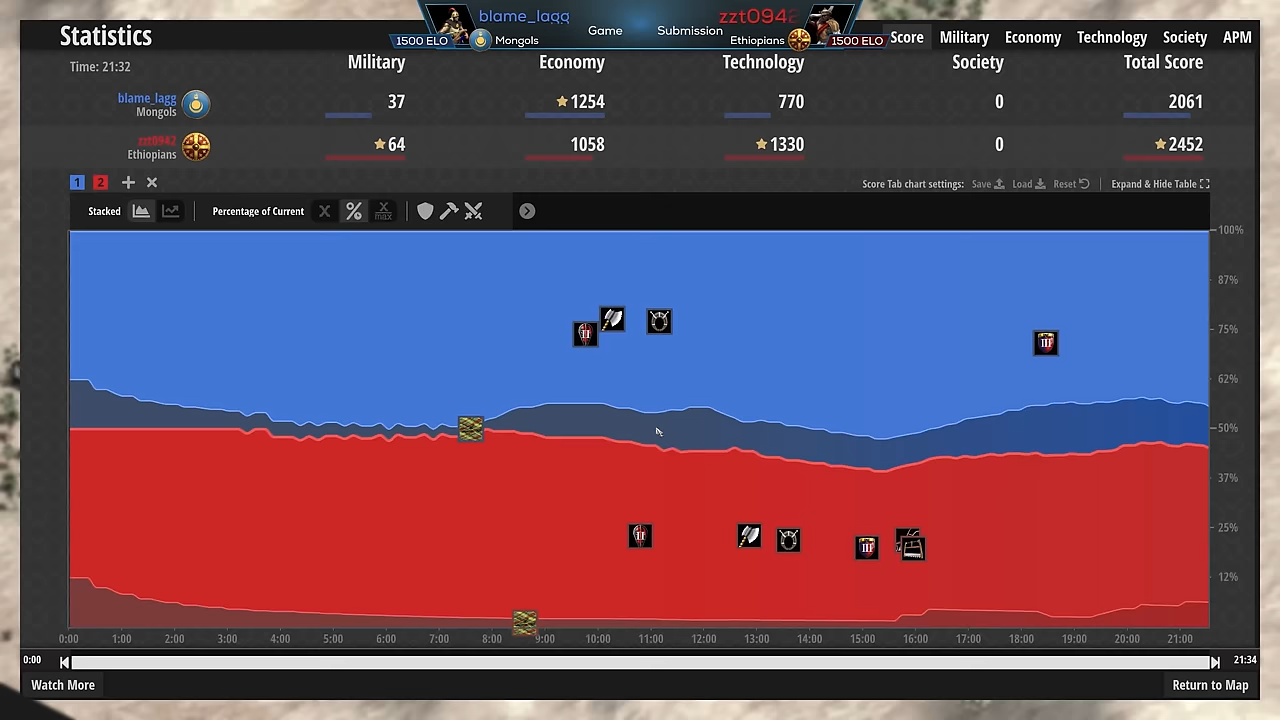 blame_lagg
zzt0942
Game
Submission
1500 ELO
Mongols
Ethiopians
1500 ELO
Statistics
Score
Military
Economy
Technology
Society
APM
Time: 21:32
Military
Economy
Technology
Society
Total Score
blame_lagg
Mongols
37
1254
770
0
2061
zzt0942
Ethiopians
64
1058
1330
0
2452
1
2
Score Tab chart settings:
Save
Load
Reset
Expand & Hide Table
Stacked
Percentage of Current
X
%
X
max
100%
87%
75%
62%
50%
37%
25%
12%
II
III
II
III
0:00
1:00
2:00
3:00
4:00
5:00
6:00
7:00
8:00
9:00
10:00
11:00
12:00
13:00
14:00
15:00
16:00
17:00
18:00
19:00
20:00
21:00
0:00
21:34
Watch More
Return to Map